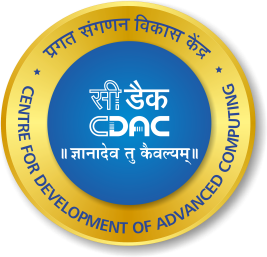 प्रगत संगणन विकास केंद्र
सी डैक
CDAC
॥ ज्ञानादेव तु कैवल्यम् ॥
CENTRE FOR DEVELOPMENT OF ADVANCED COMPUTING